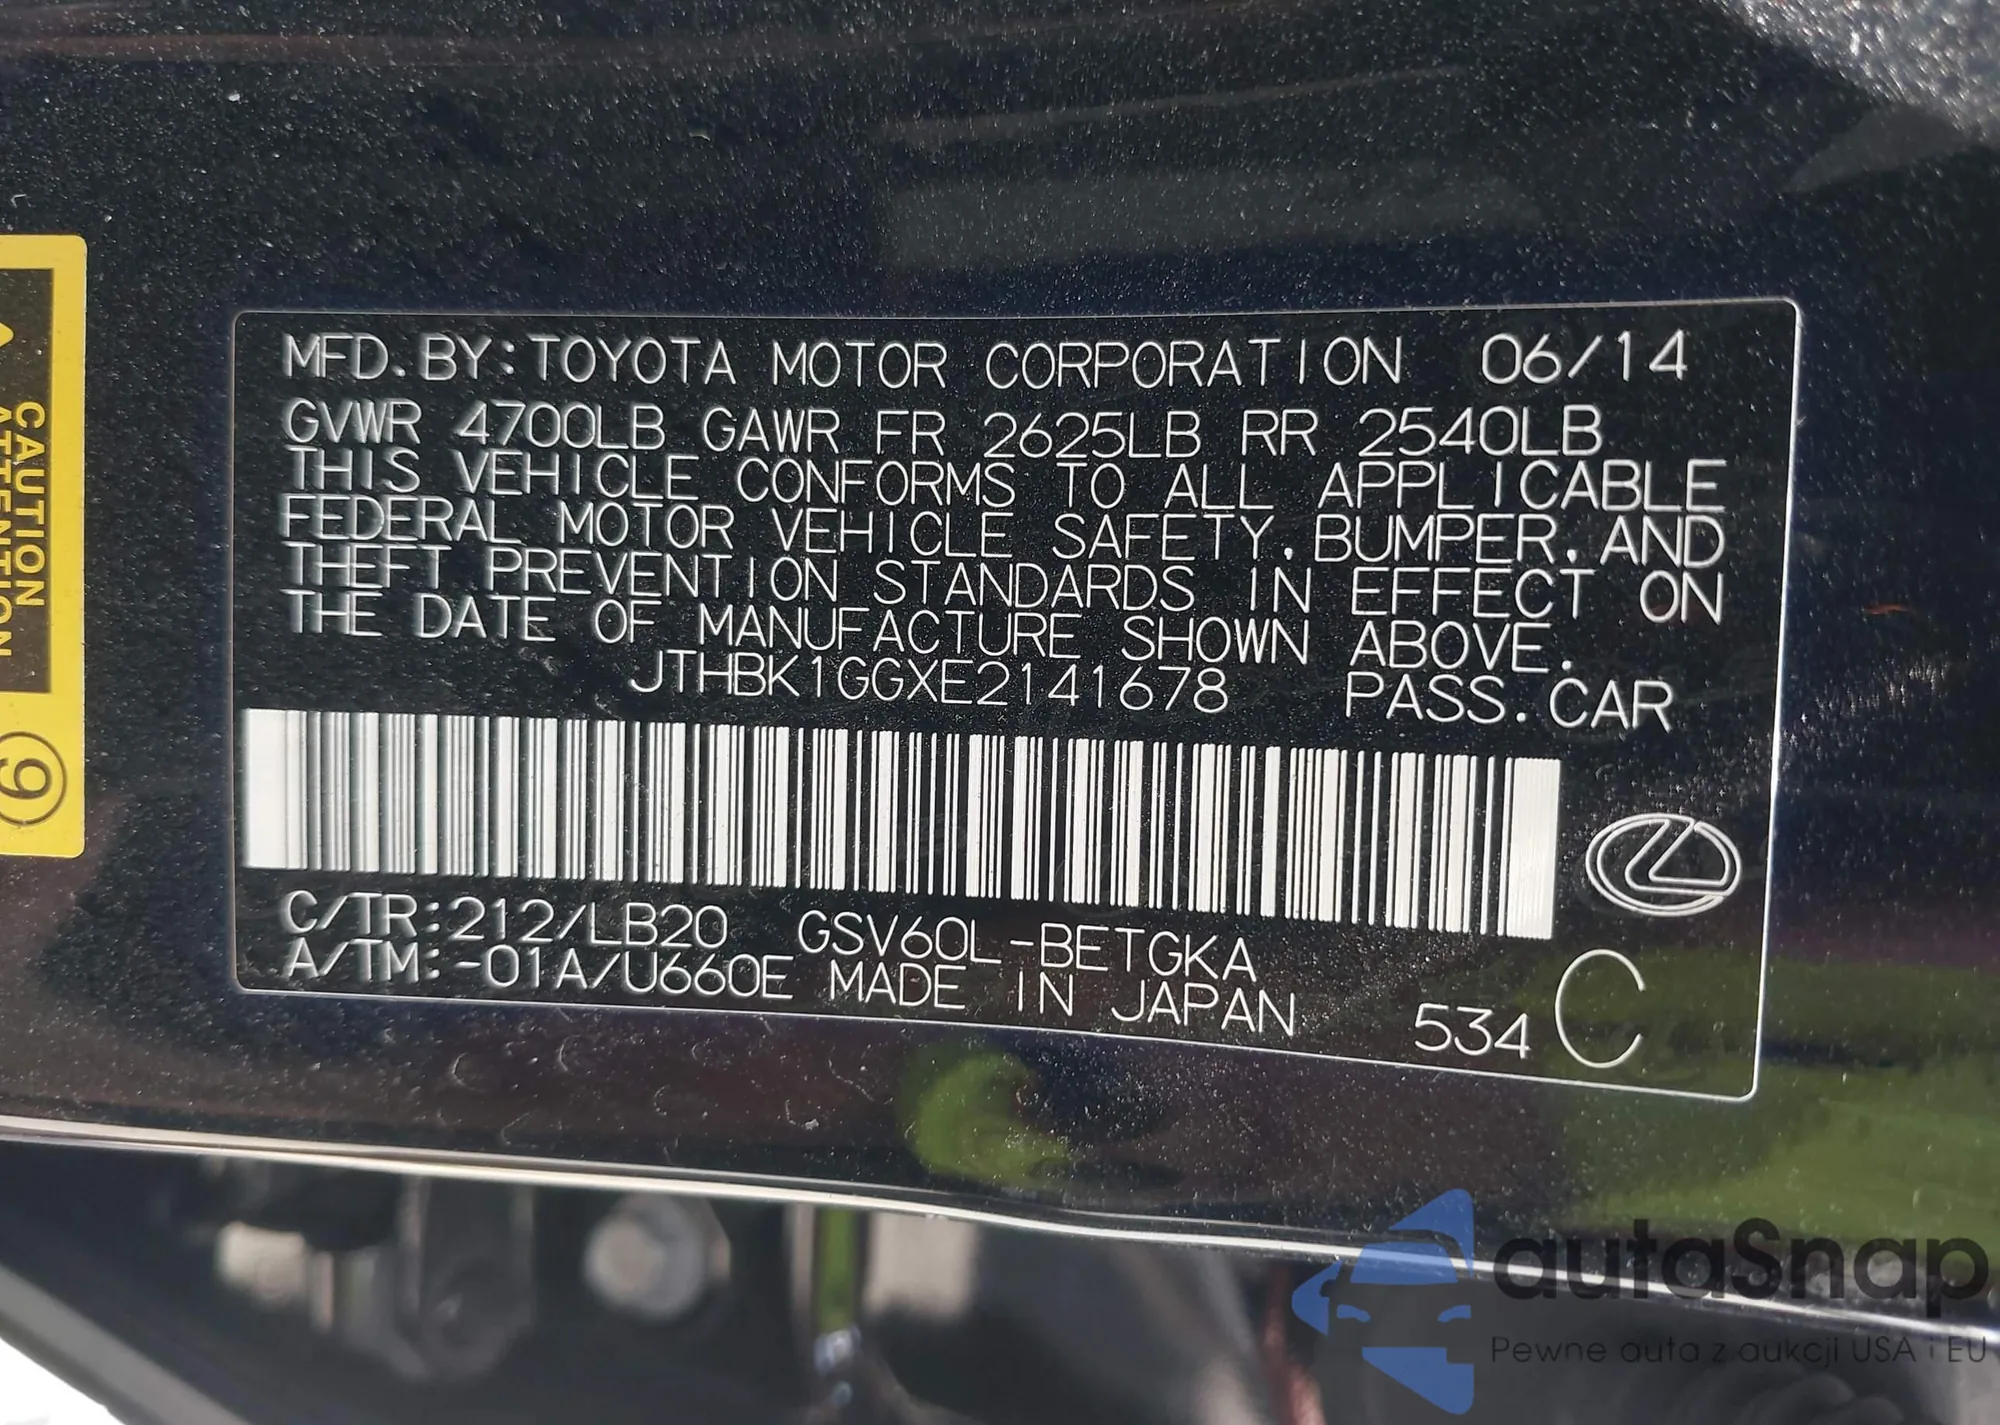 MFD. BY: TOYOTA MOTOR CORPORATION 06/14
GVWR 4700LB GAWR FR 2625LB RR 2540LB
THIS VEHICLE CONFORMS TO ALL APPLICABLE
FEDERAL MOTOR VEHICLE SAFETY, BUMPER, AND
THEFT PREVENTION STANDARDS IN EFFECT ON
THE DATE OF MANUFACTURE SHOWN ABOVE.
JTHBK1GGXE2141678 PASS. CAR
C/TR: 212/LB20 GSV60L-BETGKA
A/TM: -01A/U660E MADE IN JAPAN
534 C
CAUTION
ATTENTION
9
autaSnap
Pewne auta z aukcji USA i EU